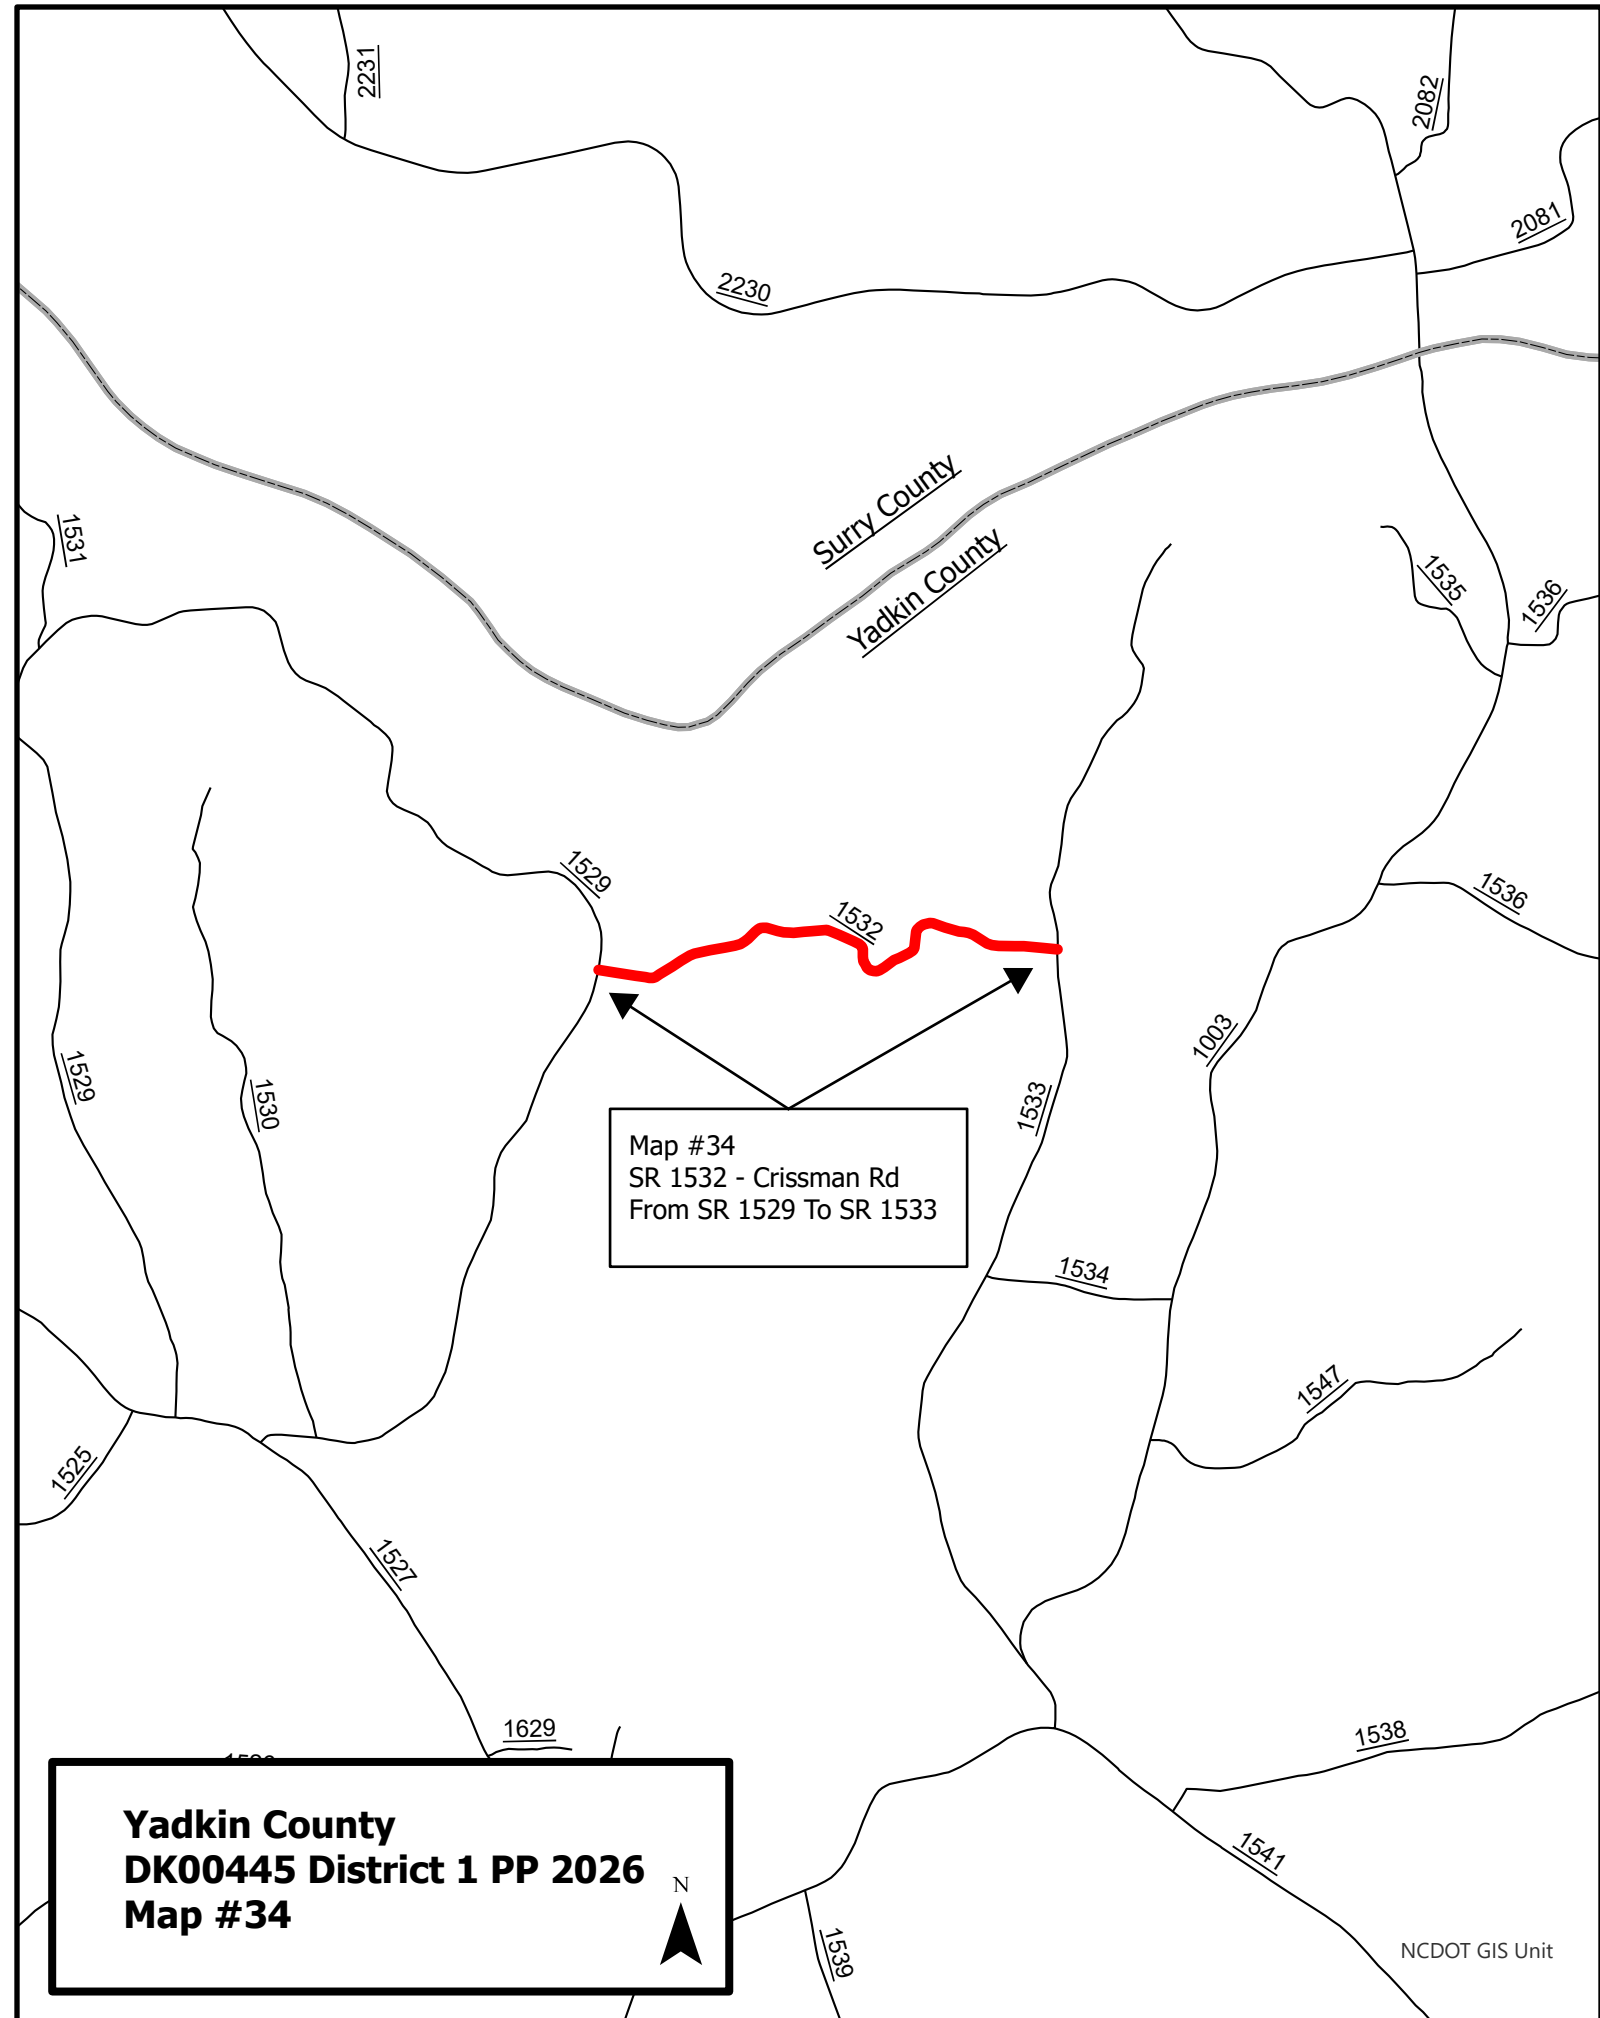 2231
2082
2081
2230
Surry County
Yadkin County
1531
1535
1536
1529
1532
1536
1003
1529
1530
1533
Map #34
SR 1532 - Crissman Rd
From SR 1529 To SR 1533
1534
1547
1525
1527
1629
1538
Yadkin County
DK00445 District 1 PP 2026
Map #34
N
1541
1539
NCDOT GIS Unit